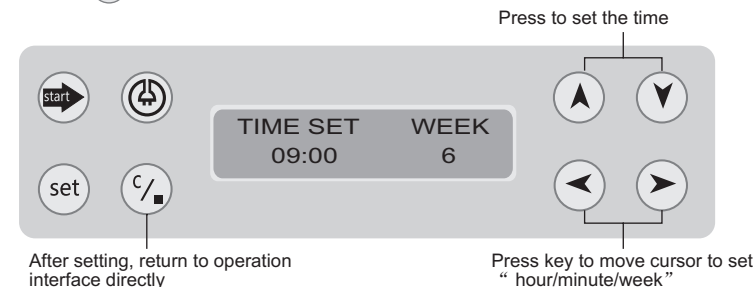 Press to set the time
start
TIME SET WEEK
09:00 6
set
C/■
After setting, return to operation
interface directly
Press key to move cursor to set
“ hour/minute/week”